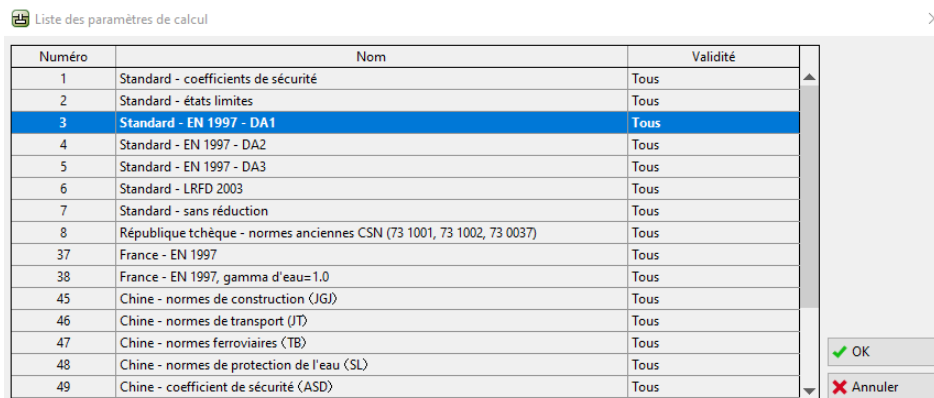 Liste des paramètres de calcul
Numéro Nom Validité
1 Standard - coefficients de sécurité Tous
2 Standard - états limites Tous
3 Standard - EN 1997 - DA1 Tous
4 Standard - EN 1997 - DA2 Tous
5 Standard - EN 1997 - DA3 Tous
6 Standard - LRFD 2003 Tous
7 Standard - sans réduction Tous
8 République tchèque - normes anciennes CSN (73 1001, 73 1002, 73 0037) Tous
37 France - EN 1997 Tous
38 France - EN 1997, gamma d'eau=1.0 Tous
45 Chine - normes de construction (JGJ) Tous
46 Chine - normes de transport (JT) Tous
47 Chine - normes ferroviaires (TB) Tous
48 Chine - normes de protection de l'eau (SL) Tous
49 Chine - coefficient de sécurité (ASD) Tous
OK
Annuler